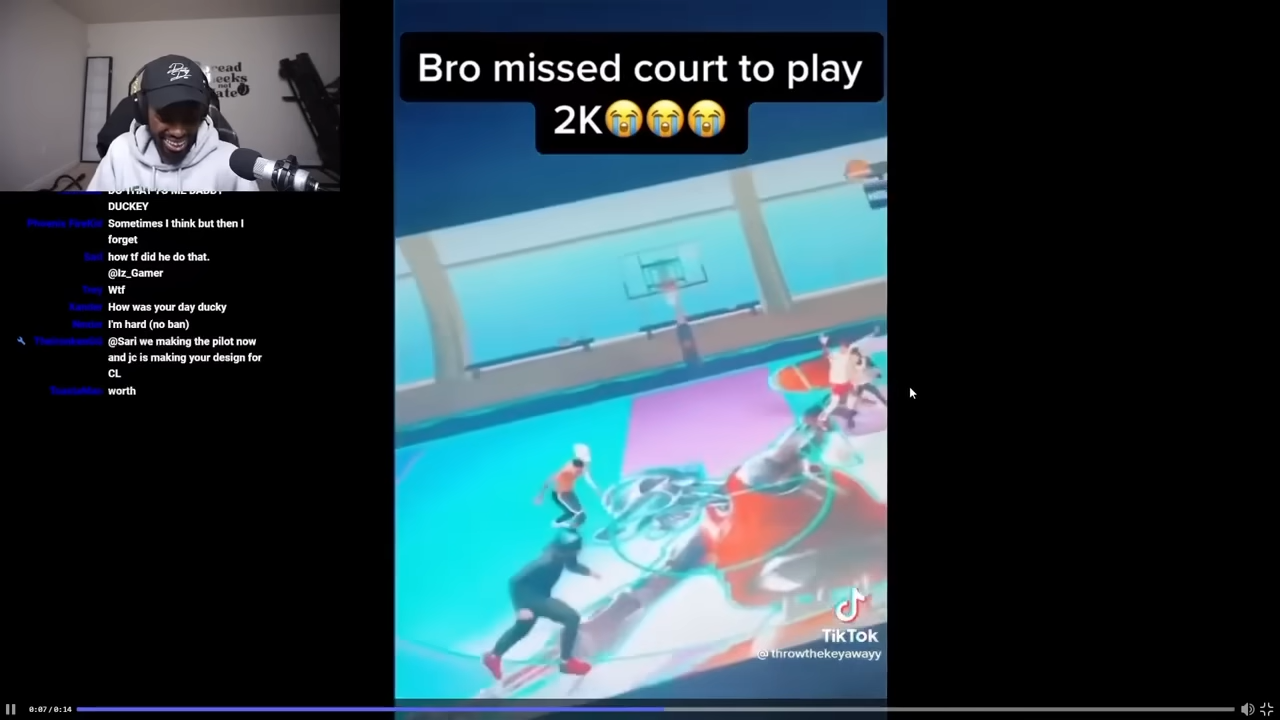 Bro missed court to play
2K😭😭😭
DUCKEY
Sometimes I think but then I
forget
how tf did he do that.
@Iz_Gamer
Trey Wtf
How was your day ducky
I'm hard (no ban)
@Sari we making the pilot now
and jc is making your design for
CL
worth
TikTok
@throwthekeyawayy
0:07/0:14